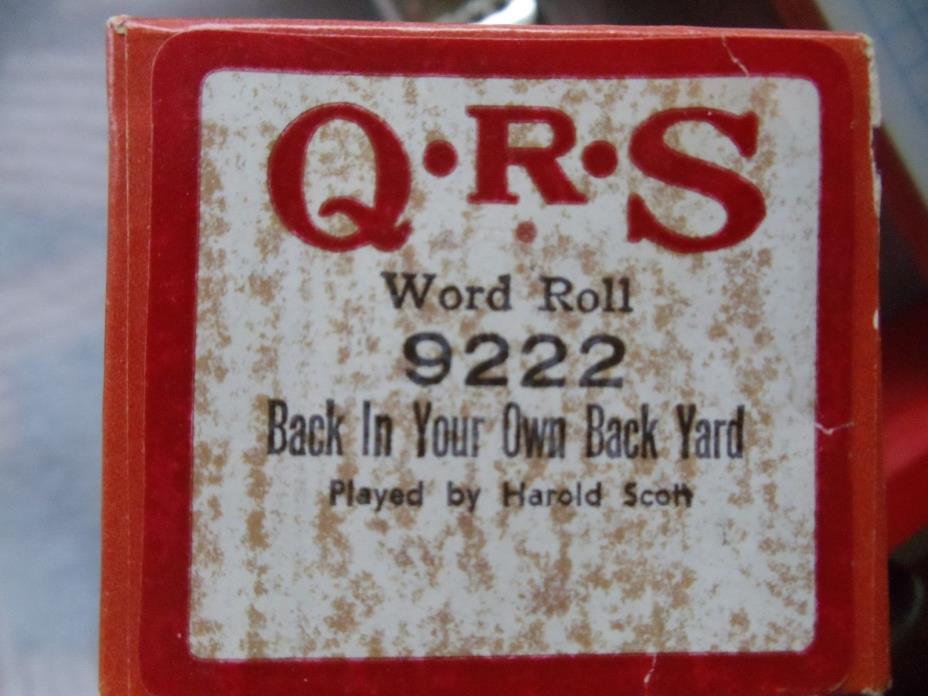 Q·R·S
Word Roll
9222
Back In Your Own Back Yard
Played by Harold Scott